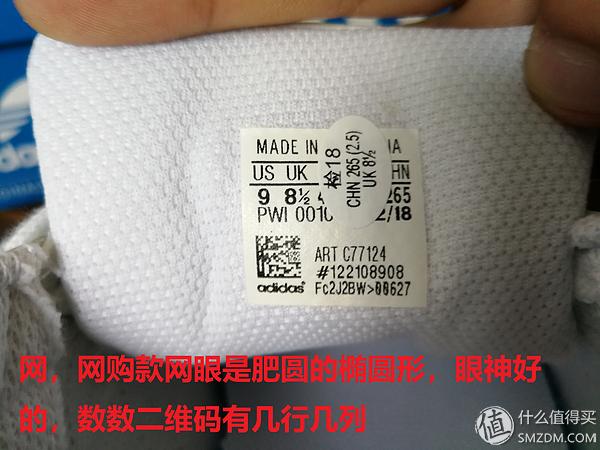 MADE IN
US UK
HN
9 8½
265
PWI 001
2/18
检18
CHN 265 (2.5)
UK 8½
ART C77124
#122108908
adidas
Fc2J2BW>00627
网，网购款网眼是肥圆的椭圆形，眼神好
的，数数二维码有几行几列
值 什么值得买
SMZDM.COM